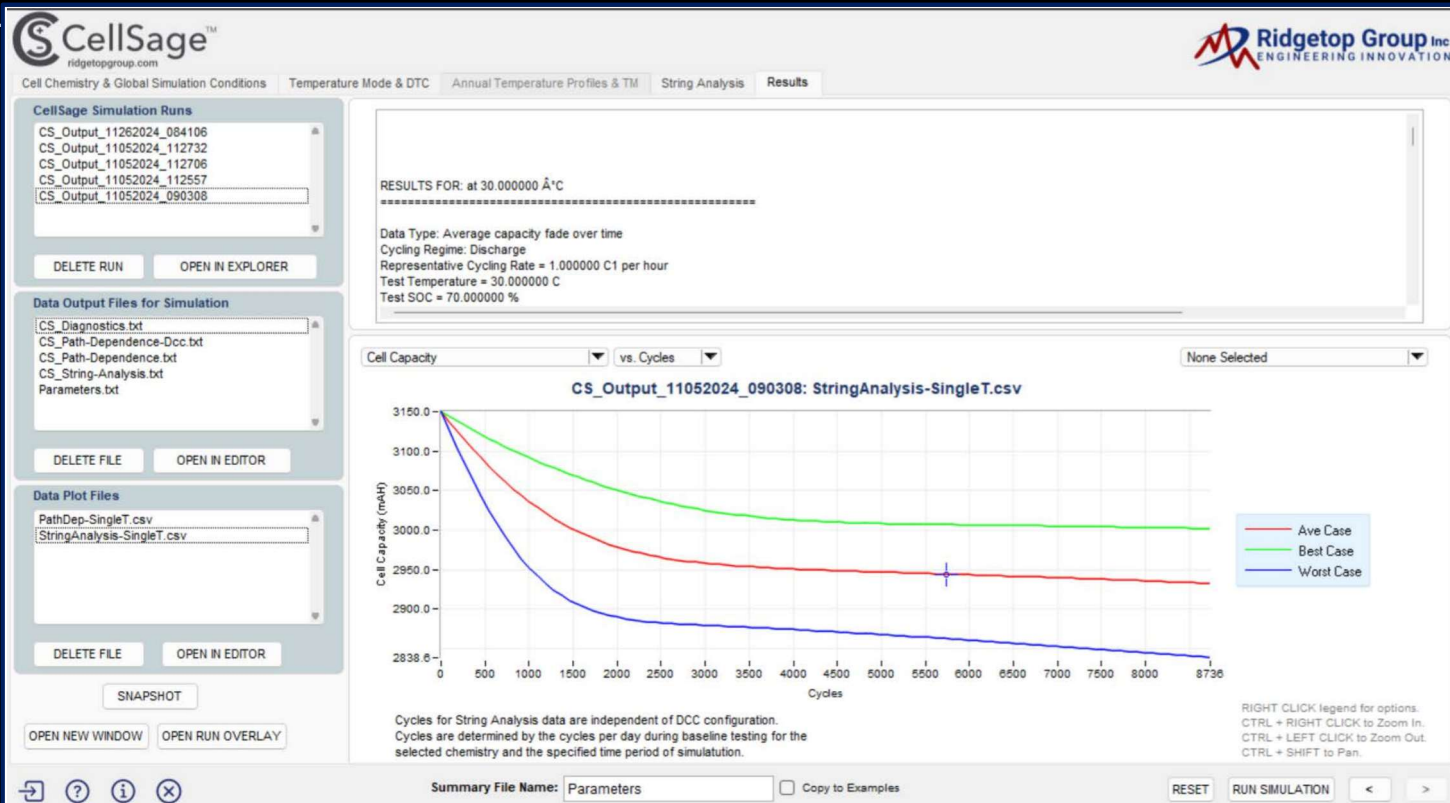 CellSage™
ridgetopgroup.com
Ridgetop Group Inc
ENGINEERING INNOVATION
Cell Chemistry & Global Simulation Conditions Temperature Mode & DTC Annual Temperature Profiles & TM String Analysis Results
CellSage Simulation Runs
CS_Output_11262024_084106
CS_Output_11052024_112732
CS_Output_11052024_112706
CS_Output_11052024_112557
CS_Output_11052024_090308
DELETE RUN OPEN IN EXPLORER
Data Output Files for Simulation
CS_Diagnostics.txt
CS_Path-Dependence-Dcc.txt
CS_Path-Dependence.txt
CS_String-Analysis.txt
Parameters.txt
DELETE FILE OPEN IN EDITOR
Data Plot Files
PathDep-SingleT.csv
StringAnalysis-SingleT.csv
DELETE FILE OPEN IN EDITOR
SNAPSHOT
OPEN NEW WINDOW OPEN RUN OVERLAY
RESULTS FOR: at 30.000000 Â°C
=======================================================
Data Type: Average capacity fade over time
Cycling Regime: Discharge
Representative Cycling Rate = 1.000000 C1 per hour
Test Temperature = 30.000000 C
Test SOC = 70.000000 %
Cell Capacity vs. Cycles None Selected
CS_Output_11052024_090308: StringAnalysis-SingleT.csv
Cell Capacity (mAH)
3150.0
3100.0
3050.0
3000.0
2950.0
2900.0
2838.6
0 500 1000 1500 2000 2500 3000 3500 4000 4500 5000 5500 6000 6500 7000 7500 8000 8736
Cycles
Ave Case
Best Case
Worst Case
Cycles for String Analysis data are independent of DCC configuration.
Cycles are determined by the cycles per day during baseline testing for the
selected chemistry and the specified time period of simulatution.
RIGHT CLICK legend for options.
CTRL + RIGHT CLICK to Zoom In.
CTRL + LEFT CLICK to Zoom Out.
CTRL + SHIFT to Pan.
Summary File Name: Parameters Copy to Examples RESET RUN SIMULATION < >